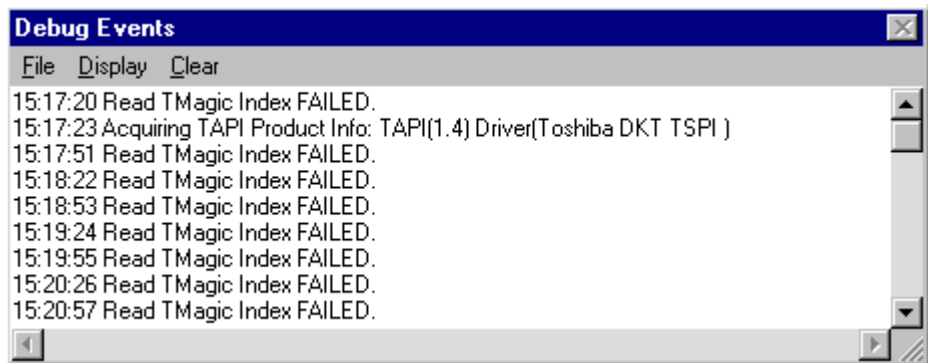 Debug Events
File Display Clear
15:17:20 Read TMagic Index FAILED.
15:17:23 Acquiring TAPI Product Info: TAPI(1.4) Driver(Toshiba DKT TSPI )
15:17:51 Read TMagic Index FAILED.
15:18:22 Read TMagic Index FAILED.
15:18:53 Read TMagic Index FAILED.
15:19:24 Read TMagic Index FAILED.
15:19:55 Read TMagic Index FAILED.
15:20:26 Read TMagic Index FAILED.
15:20:57 Read TMagic Index FAILED.